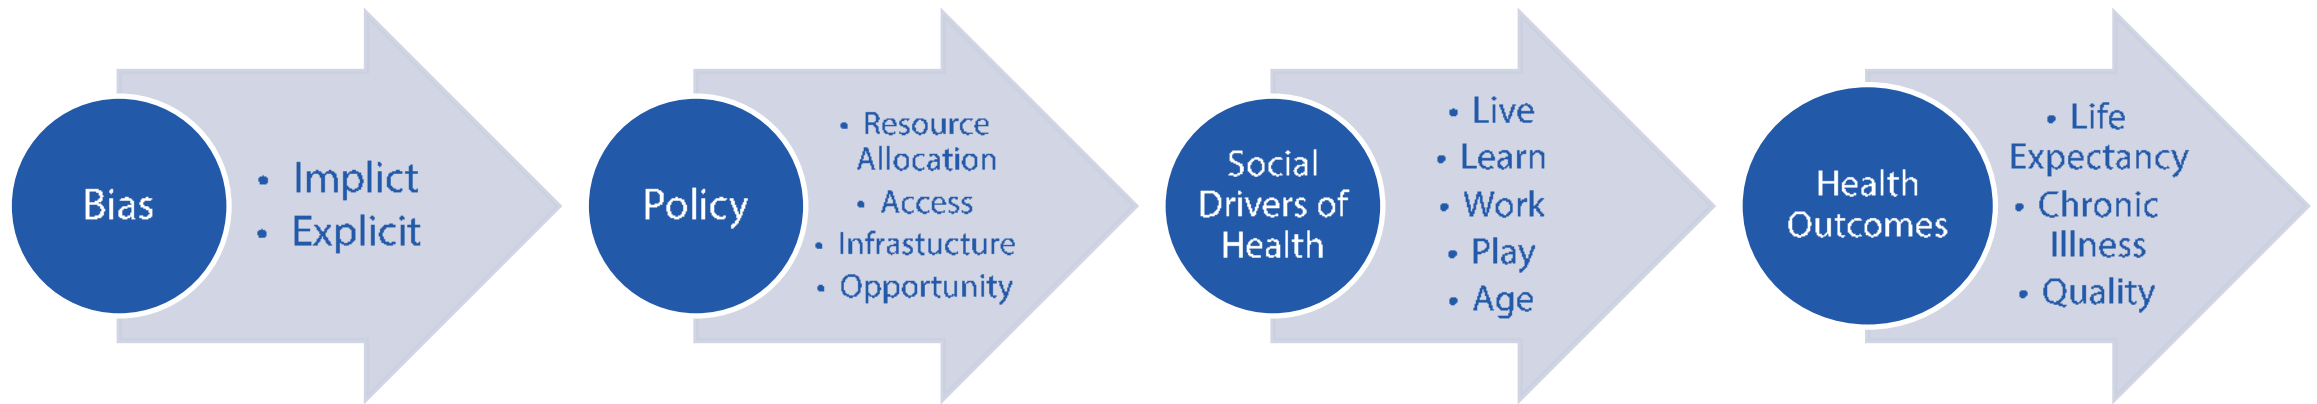 Bias
• Implict
• Explicit
Policy
• Resource
Allocation
• Access
• Infrastucture
• Opportunity
Social
Drivers of
Health
• Live
• Learn
• Work
• Play
• Age
Health
Outcomes
• Life
Expectancy
• Chronic
Illness
• Quality